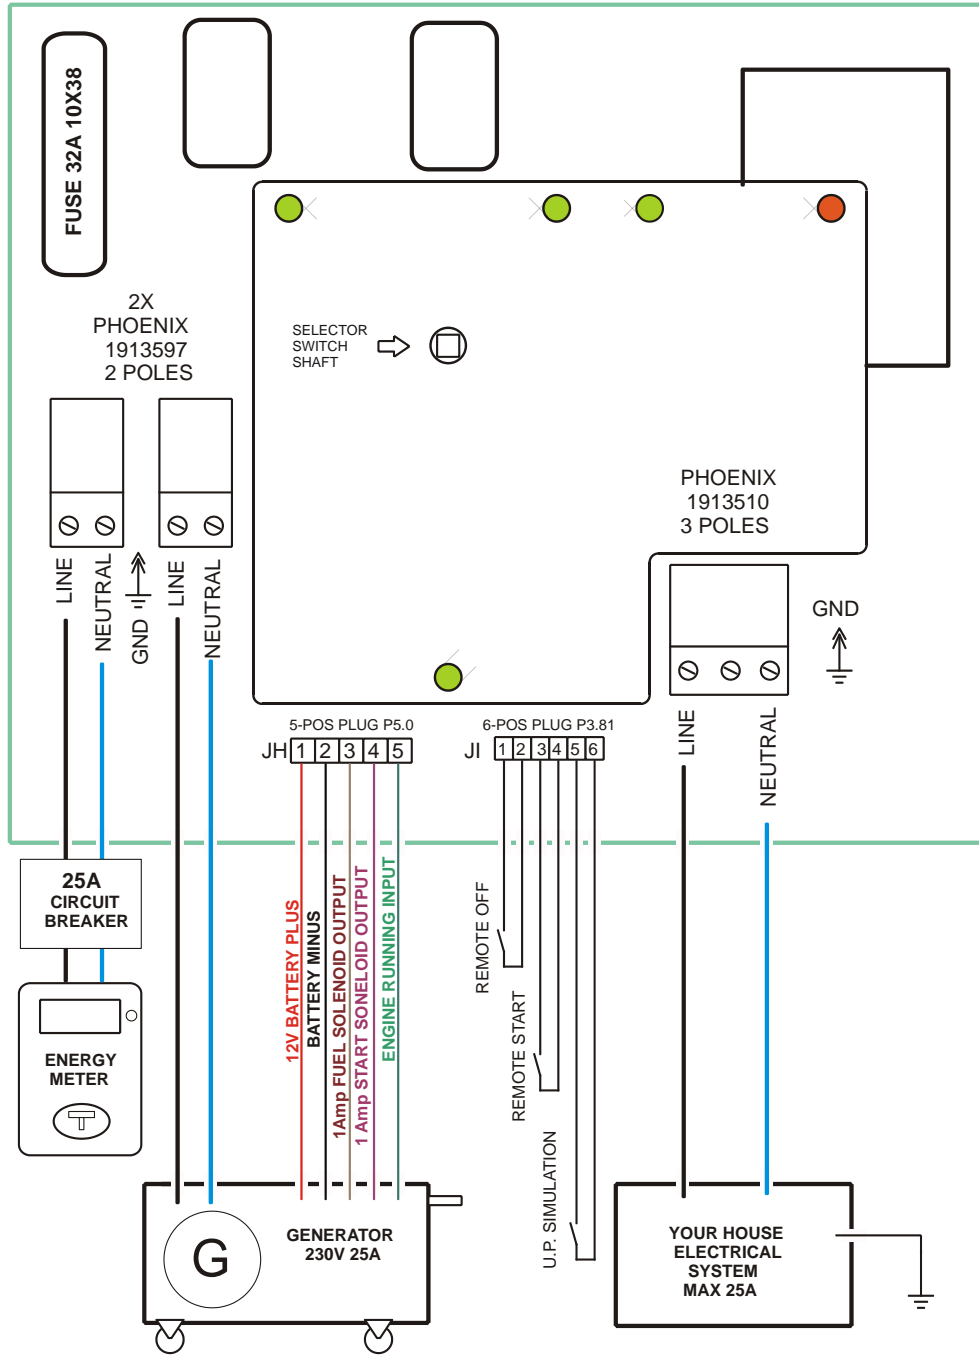 FUSE 32A 10X38
2X
PHOENIX
1913597
2 POLES
SELECTOR
SWITCH
SHAFT
PHOENIX
1913510
3 POLES
LINE
NEUTRAL
GND
LINE
NEUTRAL
GND
LINE
NEUTRAL
5-POS PLUG P5.0
JH 1 2 3 4 5
6-POS PLUG P3.81
JI 1 2 3 4 5 6
25A
CIRCUIT
BREAKER
ENERGY
METER
12V BATTERY PLUS
BATTERY MINUS
1Amp FUEL SOLENOID OUTPUT
1 Amp START SONELOID OUTPUT
ENGINE RUNNING INPUT
REMOTE OFF
REMOTE START
U.P. SIMULATION
G
GENERATOR
230V 25A
YOUR HOUSE
ELECTRICAL
SYSTEM
MAX 25A